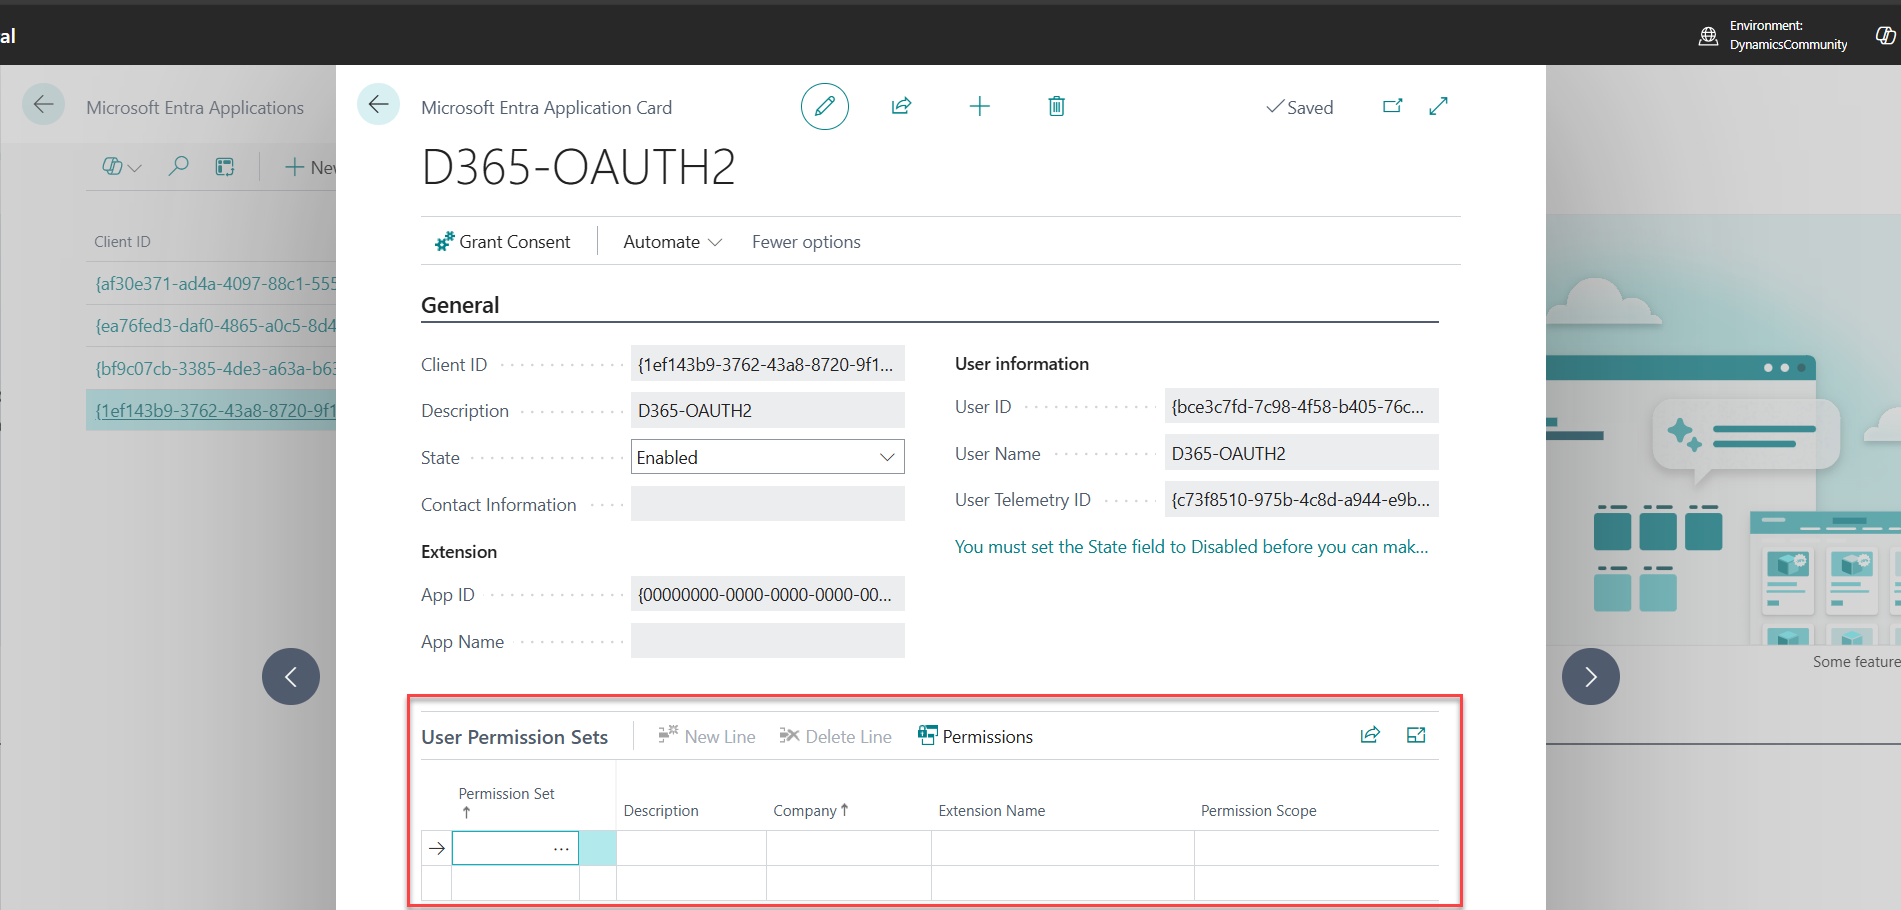 al
Environment:
DynamicsCommunity
Microsoft Entra Applications
New
Client ID
{af30e371-ad4a-4097-88c1-555
{ea76fed3-daf0-4865-a0c5-8d4
{bf9c07cb-3385-4de3-a63a-b63
{1ef143b9-3762-43a8-8720-9f1
Microsoft Entra Application Card
Saved
D365-OAUTH2
Grant Consent
Automate
Fewer options
General
Client ID
{1ef143b9-3762-43a8-8720-9f1...
Description
D365-OAUTH2
State
Enabled
Contact Information
Extension
App ID
{00000000-0000-0000-0000-00...
App Name
User information
User ID
{bce3c7fd-7c98-4f58-b405-76c...
User Name
D365-OAUTH2
User Telemetry ID
{c73f8510-975b-4c8d-a944-e9b...
You must set the State field to Disabled before you can mak...
Some feature
User Permission Sets
New Line
Delete Line
Permissions
Permission Set ↑
Description
Company ↑
Extension Name
Permission Scope